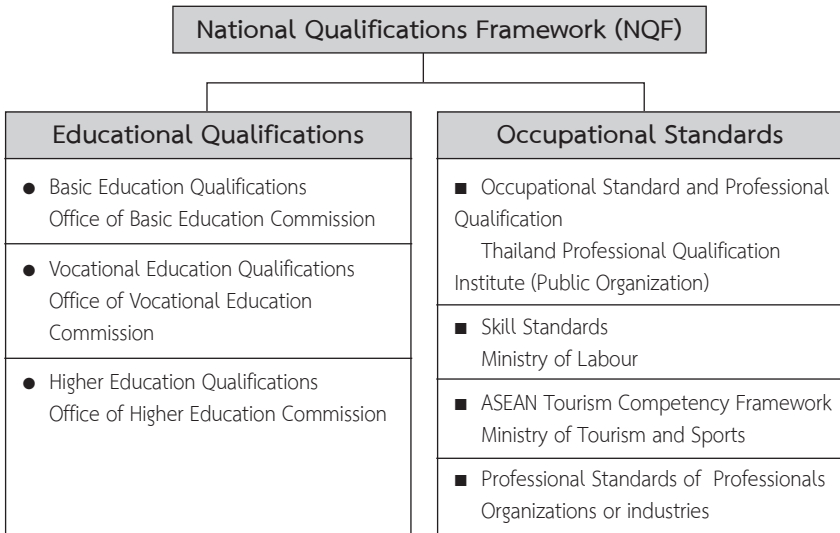 National Qualifications Framework (NQF)
Educational Qualifications
● Basic Education Qualifications
Office of Basic Education Commission
● Vocational Education Qualifications
Office of Vocational Education
Commission
● Higher Education Qualifications
Office of Higher Education Commission
Occupational Standards
■ Occupational Standard and Professional
Qualification
Thailand Professional Qualification
Institute (Public Organization)
■ Skill Standards
Ministry of Labour
■ ASEAN Tourism Competency Framework
Ministry of Tourism and Sports
■ Professional Standards of Professionals
Organizations or industries